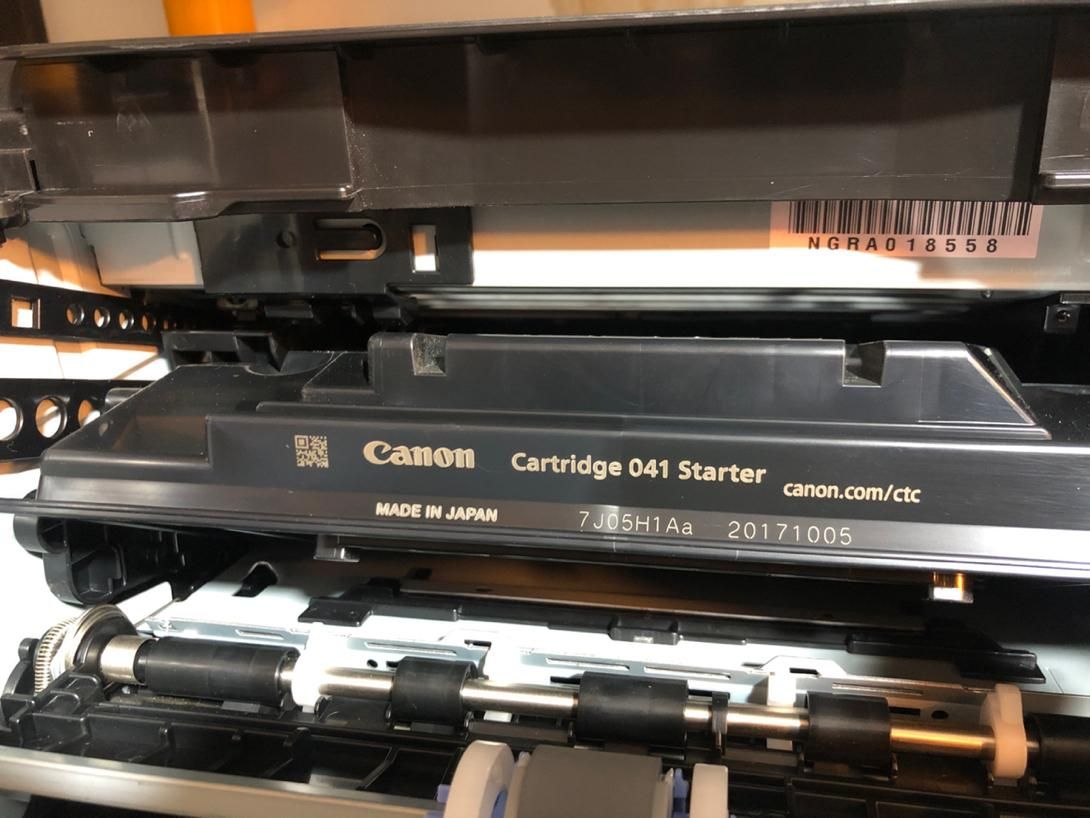 NGRA018558
Canon Cartridge 041 Starter canon.com/ctc
MADE IN JAPAN 7J05H1Aa 20171005